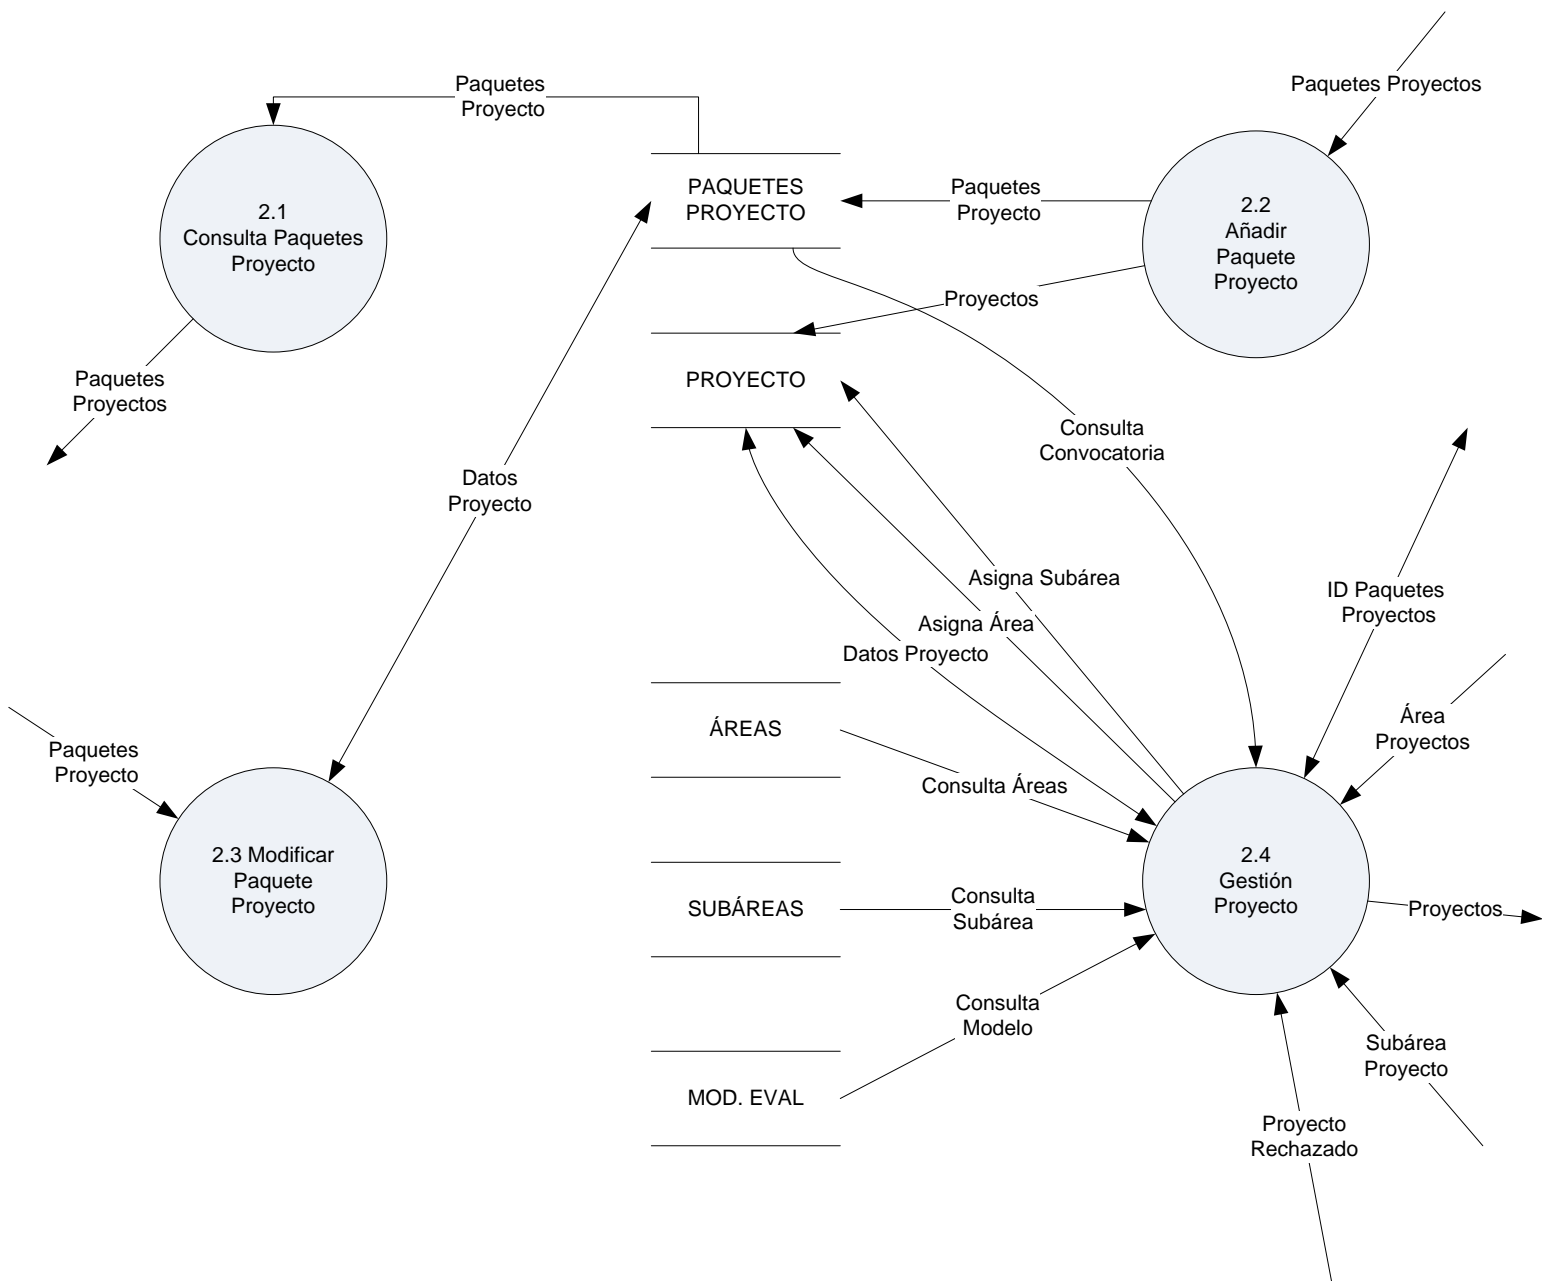 Paquetes
Proyecto
Paquetes Proyectos
PAQUETES
PROYECTO
Paquetes
Proyecto
2.1
Consulta Paquetes
Proyecto
2.2
Añadir
Paquete
Proyecto
Proyectos
PROYECTO
Paquetes
Proyectos
Consulta
Convocatoria
Datos
Proyecto
Asigna Subárea
ID Paquetes
Proyectos
Asigna Área
Datos Proyecto
ÁREAS
Área
Proyectos
Paquetes
Proyecto
Consulta Áreas
2.3 Modificar
Paquete
Proyecto
2.4
Gestión
Proyecto
SUBÁREAS
Consulta
Subárea
Proyectos
Consulta
Modelo
Subárea
Proyecto
MOD. EVAL
Proyecto
Rechazado